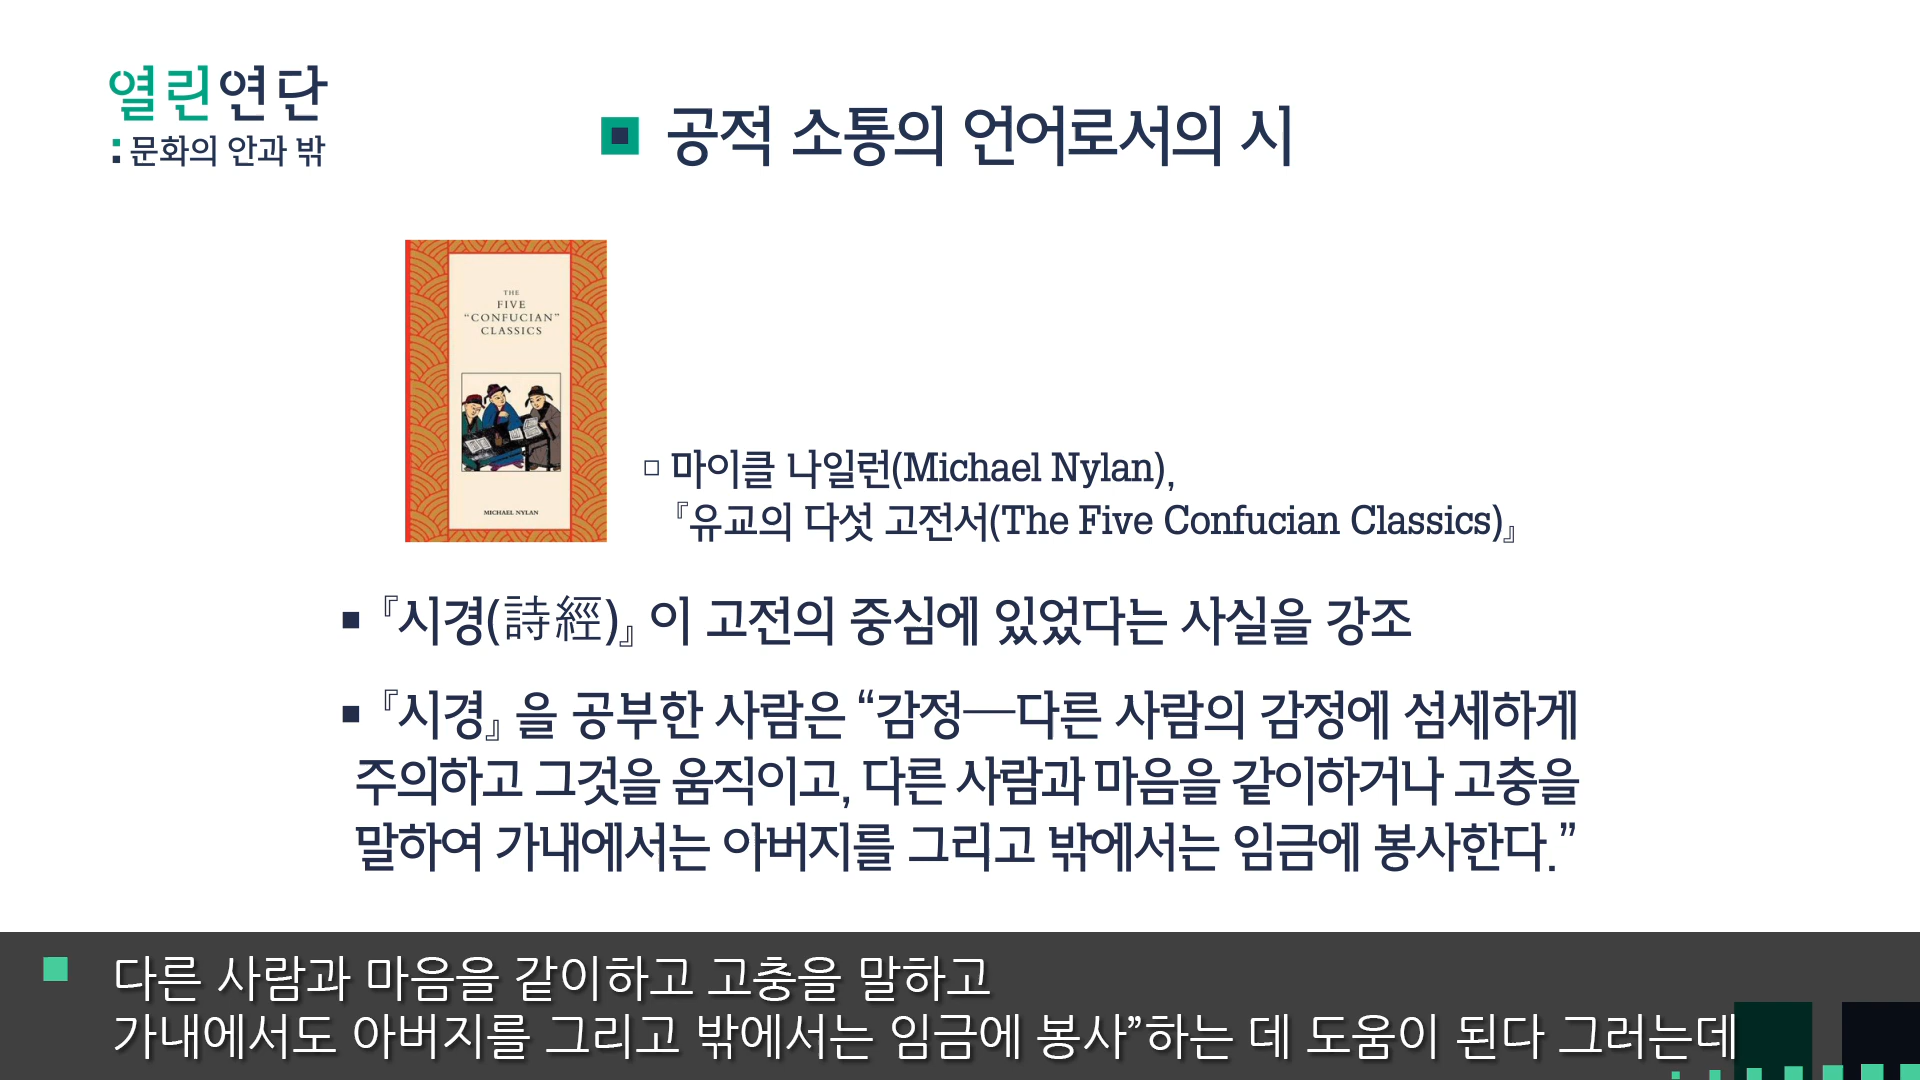 열린연단
:문화의 안과 밖
공적 소통의 언어로서의 시
THE
FIVE
“CONFUCIAN”
CLASSICS
MICHAEL NYLAN
마이클 나일런(Michael Nylan),
『유교의 다섯 고전서(The Five Confucian Classics)』
『시경(詩經)』이 고전의 중심에 있었다는 사실을 강조
『시경』을 공부한 사람은 “감정—다른 사람의 감정에 섬세하게
주의하고 그것을 움직이고, 다른 사람과 마음을 같이하거나 고충을
말하여 가내에서는 아버지를 그리고 밖에서는 임금에 봉사한다.”
다른 사람과 마음을 같이하고 고충을 말하고
가내에서도 아버지를 그리고 밖에서는 임금에 봉사”하는 데 도움이 된다 그러는데